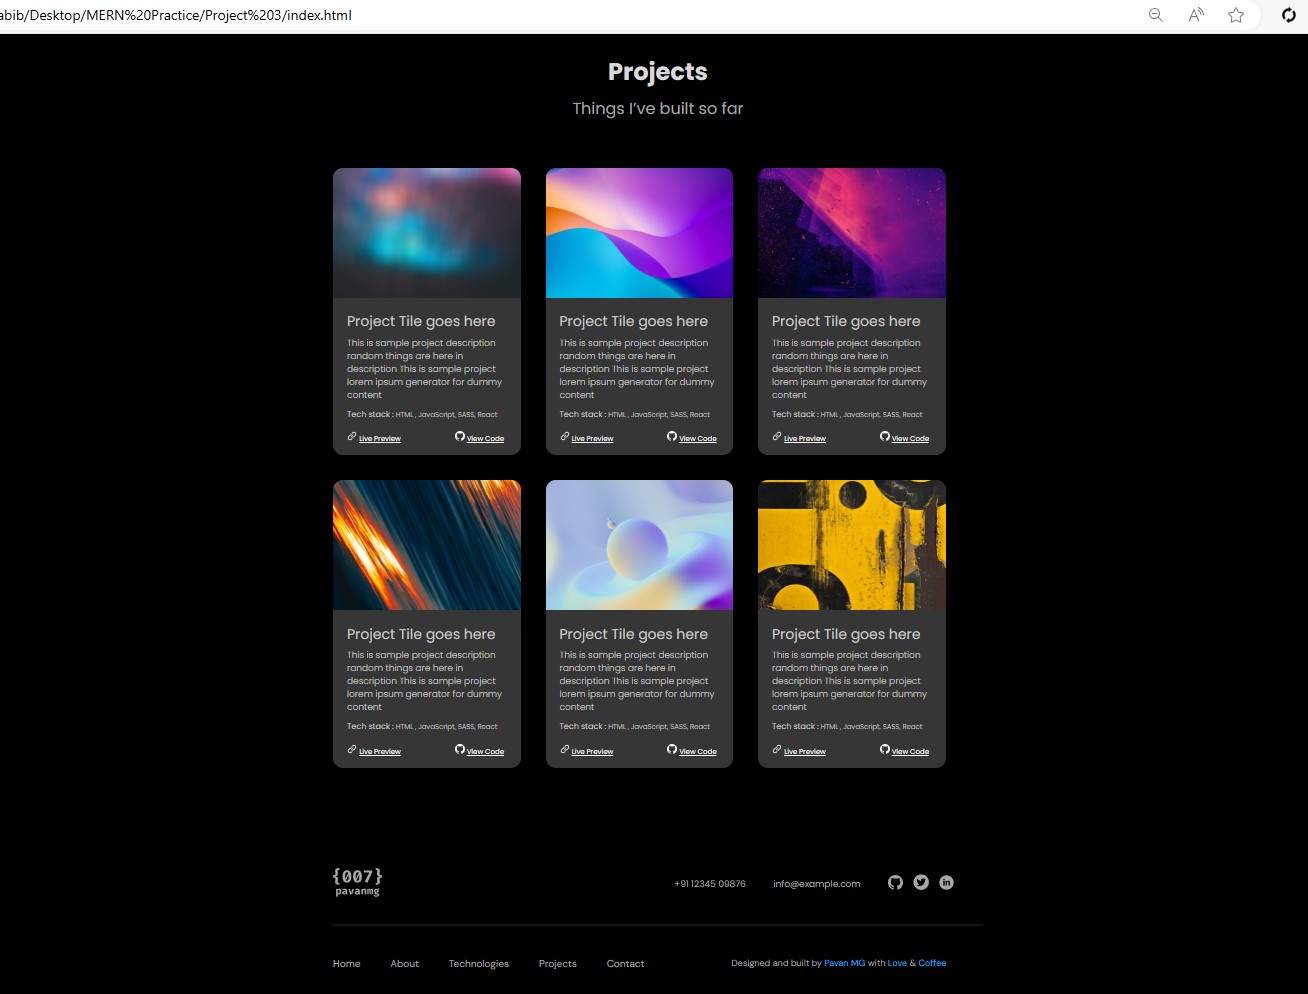 abib/Desktop/MERN%20Practice/Project%203/index.html
Projects
Things I've built so far
Project Tile goes here
This is sample project description
random things are here in
description This is sample project
lorem ipsum generator for dummy
content
Tech stack : HTML , JavaScript, SASS, React
Live Preview View Code
Project Tile goes here
This is sample project description
random things are here in
description This is sample project
lorem ipsum generator for dummy
content
Tech stack : HTML , JavaScript, SASS, React
Live Preview View Code
Project Tile goes here
This is sample project description
random things are here in
description This is sample project
lorem ipsum generator for dummy
content
Tech stack : HTML , JavaScript, SASS, React
Live Preview View Code
Project Tile goes here
This is sample project description
random things are here in
description This is sample project
lorem ipsum generator for dummy
content
Tech stack : HTML , JavaScript, SASS, React
Live Preview View Code
Project Tile goes here
This is sample project description
random things are here in
description This is sample project
lorem ipsum generator for dummy
content
Tech stack : HTML , JavaScript, SASS, React
Live Preview View Code
Project Tile goes here
This is sample project description
random things are here in
description This is sample project
lorem ipsum generator for dummy
content
Tech stack : HTML , JavaScript, SASS, React
Live Preview View Code
{007}
pavanmg
+91 12345 09876 info@example.com
Home About Technologies Projects Contact Designed and built by Pavan MG with Love & Coffee